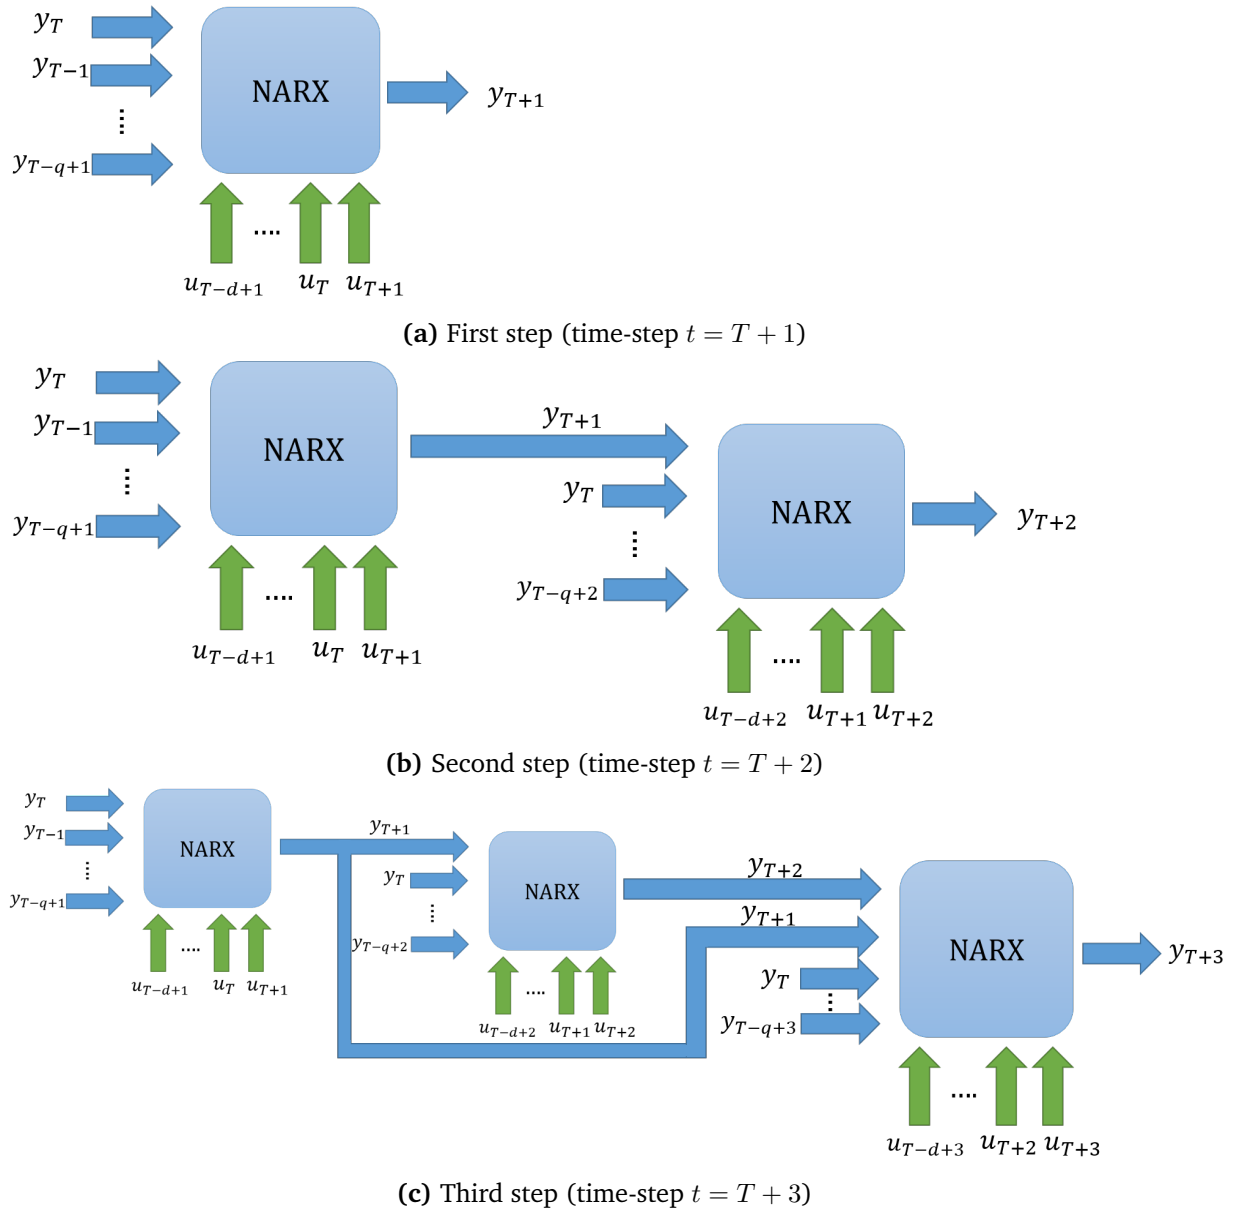 y_T
y_{T−1}
⋮
y_{T−q+1}
NARX
y_{T+1}
....
u_{T−d+1}
u_T
u_{T+1}
(a) First step (time-step t = T + 1)
y_T
y_{T−1}
⋮
y_{T−q+1}
NARX
....
u_{T−d+1}
u_T
u_{T+1}
y_{T+1}
y_T
⋮
y_{T−q+2}
NARX
y_{T+2}
....
u_{T−d+2}
u_{T+1}
u_{T+2}
(b) Second step (time-step t = T + 2)
y_T
y_{T−1}
⋮
y_{T−q+1}
NARX
....
u_{T−d+1}
u_T
u_{T+1}
y_{T+1}
y_T
⋮
y_{T−q+2}
NARX
....
u_{T−d+2}
u_{T+1}
u_{T+2}
y_{T+2}
y_{T+1}
y_T
⋮
y_{T−q+3}
NARX
y_{T+3}
....
u_{T−d+3}
u_{T+2}
u_{T+3}
(c) Third step (time-step t = T + 3)